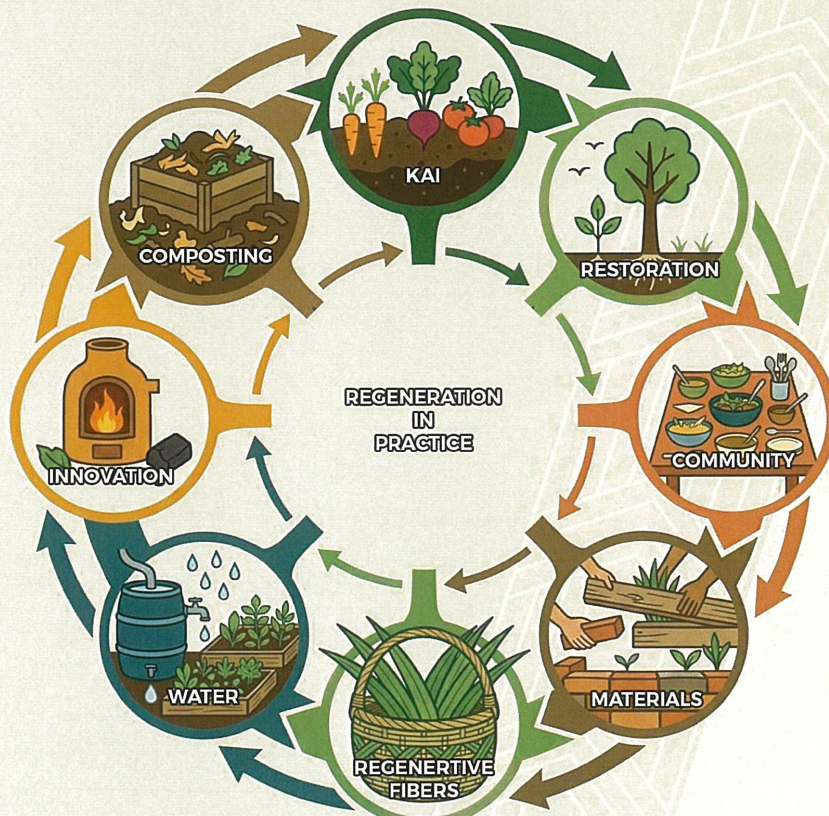 KAI
RESTORATION
COMMUNITY
MATERIALS
REGENERTIVE
FIBERS
WATER
INNOVATION
COMPOSTING
REGENERATION
IN
PRACTICE